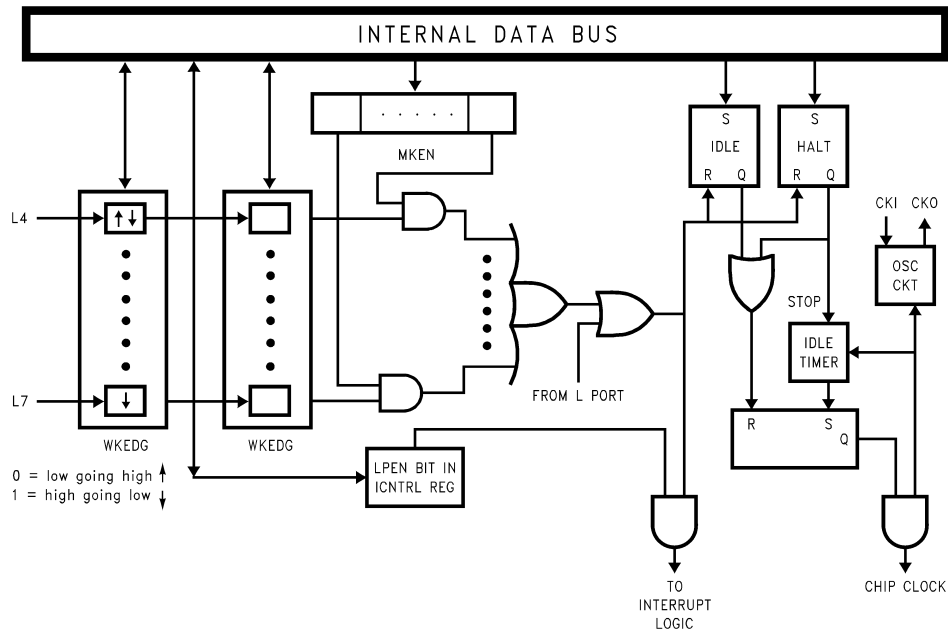 INTERNAL DATA BUS
MKEN
S
IDLE
R Q
S
HALT
R Q
CKI CKO
OSC
CKT
L4
STOP
IDLE
TIMER
FROM L PORT
L7
R S
Q
WKEDG
WKEDG
0 = low going high ↑
1 = high going low ↓
LPEN BIT IN
ICNTRL REG
TO
INTERRUPT
LOGIC
CHIP CLOCK